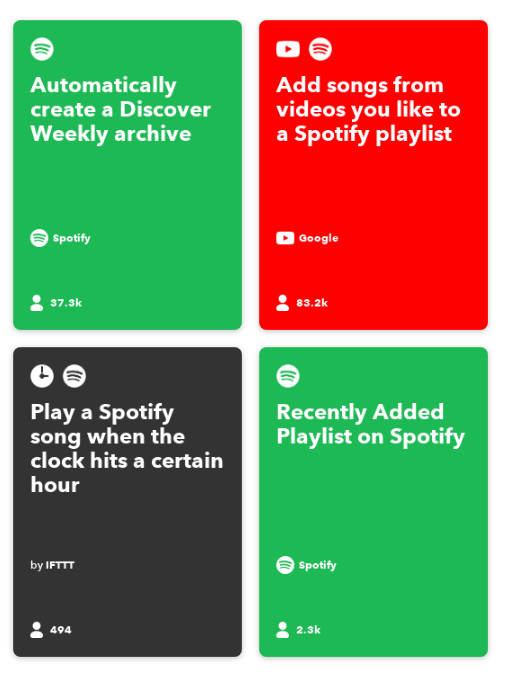 Automatically
create a Discover
Weekly archive
Spotify
37.3k
Add songs from
videos you like to
a Spotify playlist
Google
83.2k
Play a Spotify
song when the
clock hits a certain
hour
by IFTTT
494
Recently Added
Playlist on Spotify
Spotify
2.3k